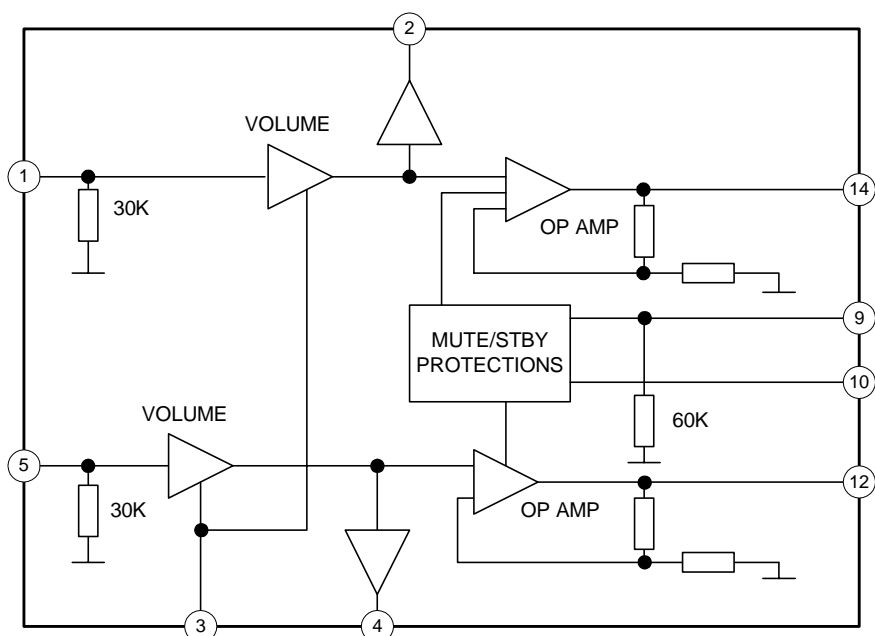 2
VOLUME
1
14
30K
OP AMP
9
MUTE/STBY
PROTECTIONS
10
VOLUME
60K
5
12
30K
OP AMP
3
4